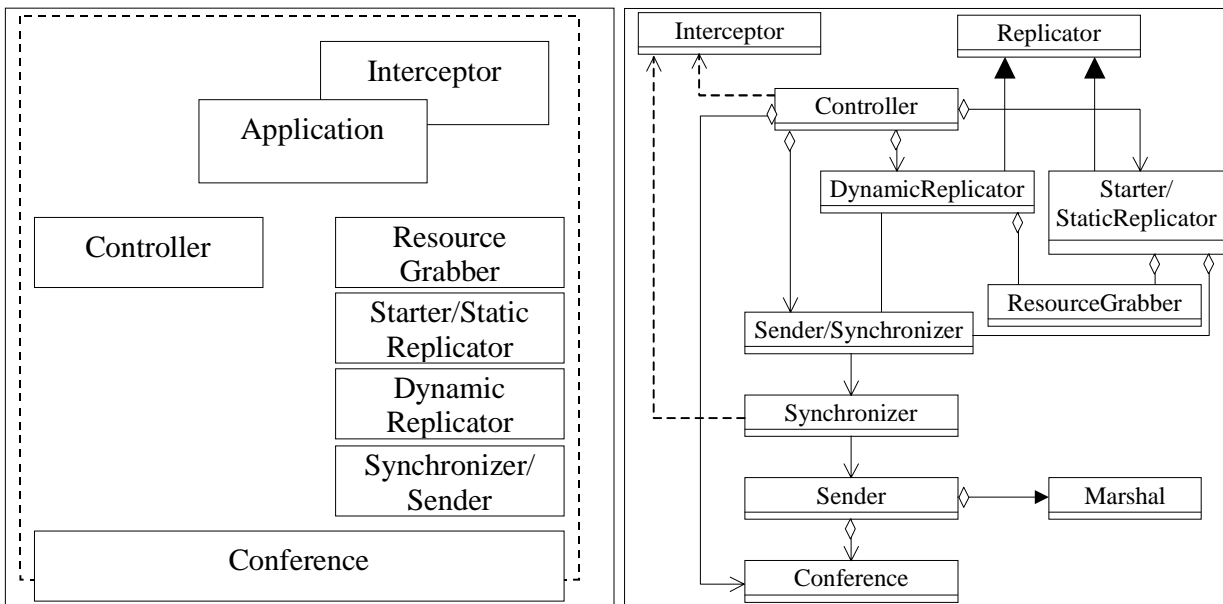 Interceptor
Application
Controller
Resource
Grabber
Starter/Static
Replicator
Dynamic
Replicator
Synchronizer/
Sender
Conference
Interceptor
Replicator
Controller
DynamicReplicator
Starter/
StaticReplicator
ResourceGrabber
Sender/Synchronizer
Synchronizer
Sender
Marshal
Conference